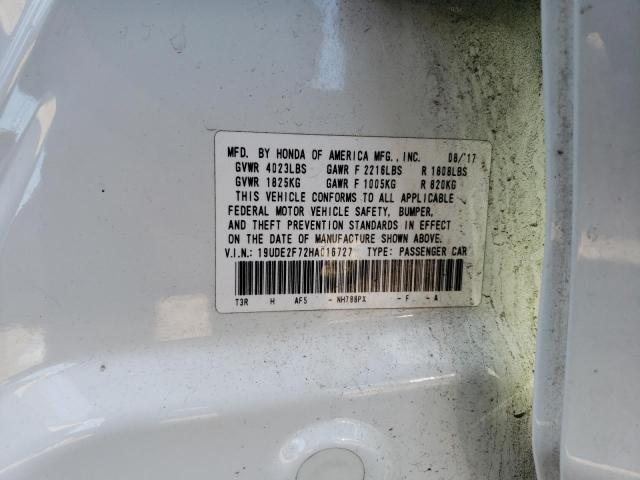 MFD. BY HONDA OF AMERICA MFG., INC. 08/'17
GVWR 4023LBS GAWR F 2216LBS R 1808LBS
GVWR 1825KG GAWR F 1005KG R 820KG
THIS VEHICLE CONFORMS TO ALL APPLICABLE
FEDERAL MOTOR VEHICLE SAFETY, BUMPER,
AND THEFT PREVENTION STANDARDS IN EFFECT
ON THE DATE OF MANUFACTURE SHOWN ABOVE.
V.I.N.: 19UDE2F72HA016727 TYPE: PASSENGER CAR
T3R H AF5 - NH788PX - F - A